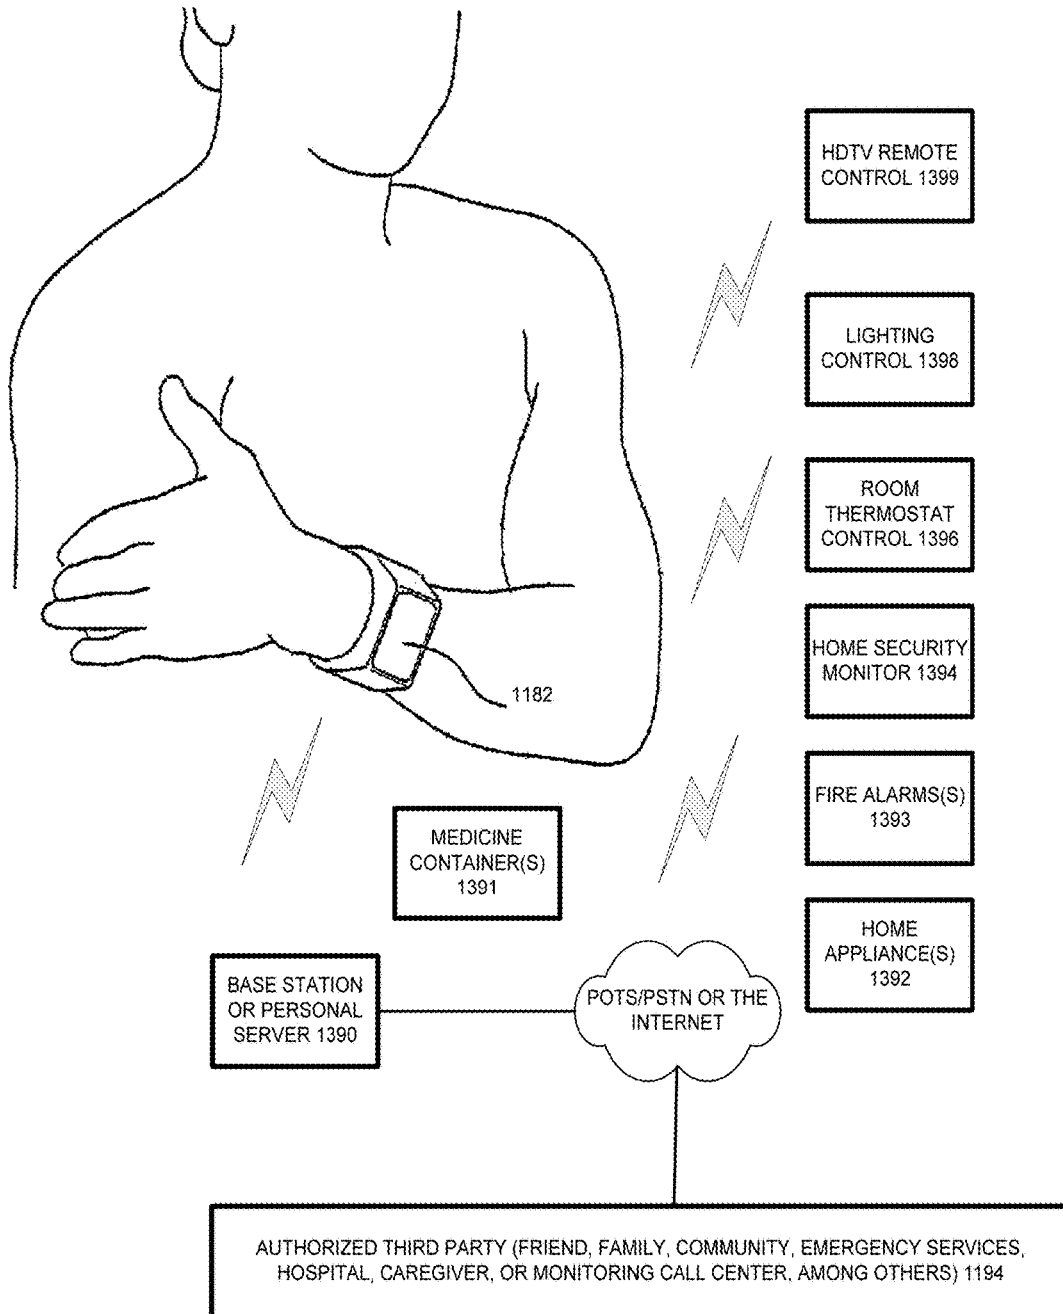 HDTV REMOTE
CONTROL 1399
LIGHTING
CONTROL 1398
ROOM
THERMOSTAT
CONTROL 1396
HOME SECURITY
MONITOR 1394
1182
FIRE ALARMS(S)
1393
MEDICINE
CONTAINER(S)
1391
HOME
APPLIANCE(S)
1392
BASE STATION
OR PERSONAL
SERVER 1390
POTS/PSTN OR THE
INTERNET
AUTHORIZED THIRD PARTY (FRIEND, FAMILY, COMMUNITY, EMERGENCY SERVICES,
HOSPITAL, CAREGIVER, OR MONITORING CALL CENTER, AMONG OTHERS) 1194